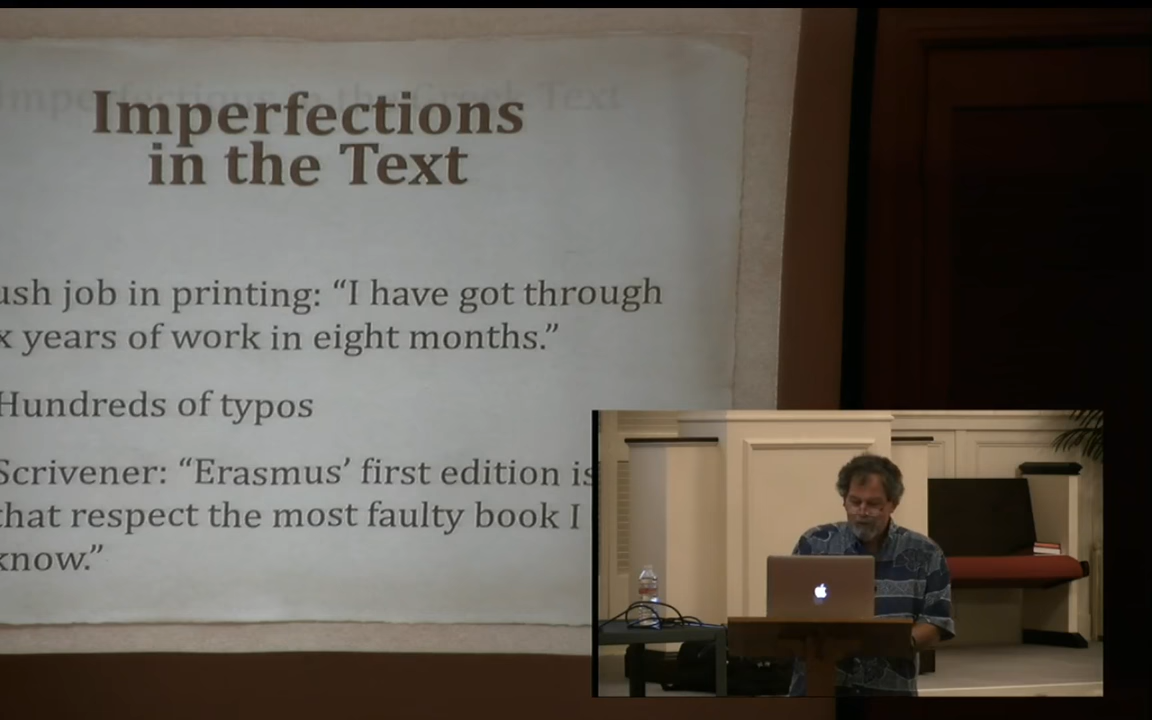 Imperfections
in the Text
ush job in printing: “I have got through
x years of work in eight months.”
Hundreds of typos
Scrivener: “Erasmus’ first edition is
that respect the most faulty book I
know.”